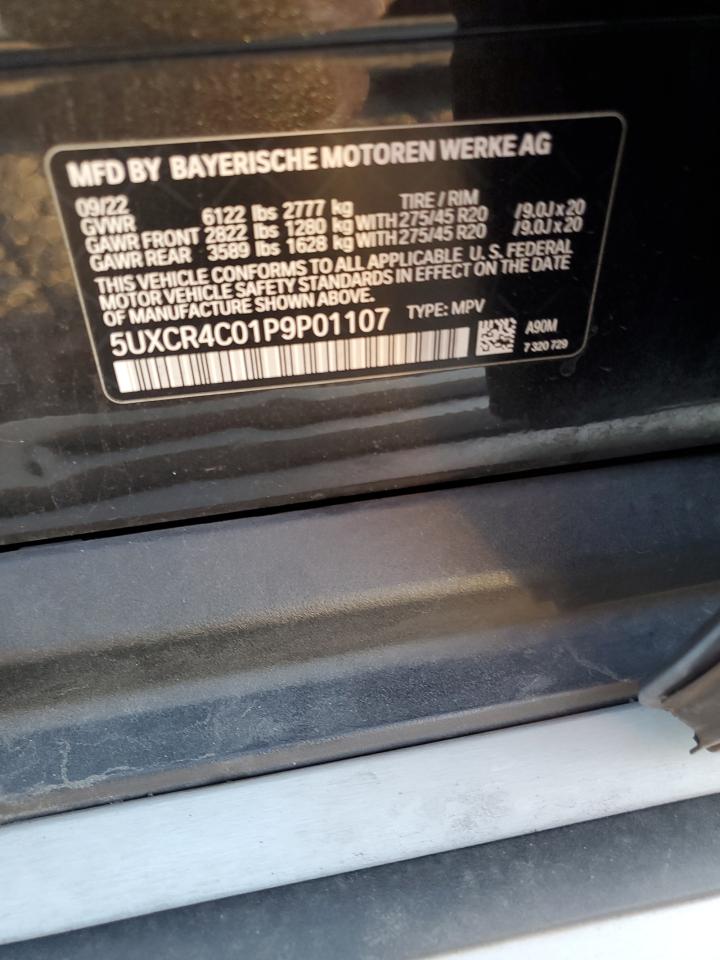 MFD BY BAYERISCHE MOTOREN WERKE AG
09/22 TIRE / RIM
GVWR 6122 lbs 2777 kg
GAWR FRONT 2822 lbs 1280 kg WITH 275/45 R20 /9.0J x 20
GAWR REAR 3589 lbs 1628 kg WITH 275/45 R20 /9.0J x 20
THIS VEHICLE CONFORMS TO ALL APPLICABLE U. S. FEDERAL
MOTOR VEHICLE SAFETY STANDARDS IN EFFECT ON THE DATE
OF MANUFACTURE SHOWN ABOVE.
5UXCR4C01P9P01107 TYPE: MPV
A90M
7 320 729